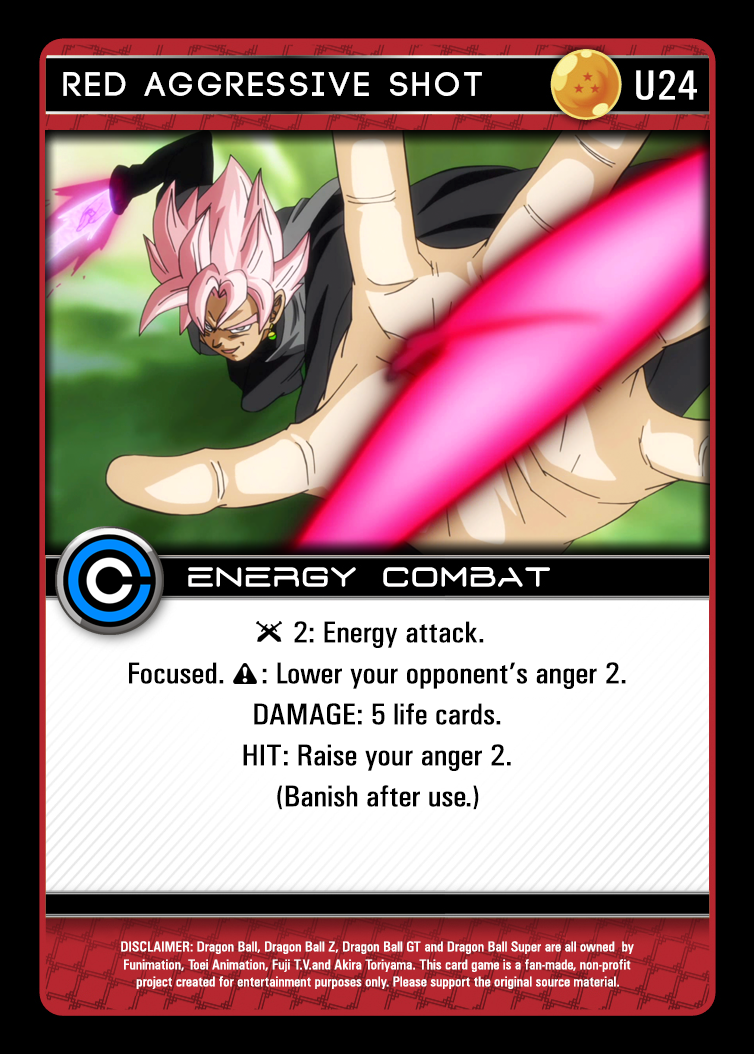 RED AGGRESSIVE SHOT U24
ENERGY COMBAT
2: Energy attack.
Focused. : Lower your opponent's anger 2.
DAMAGE: 5 life cards.
HIT: Raise your anger 2.
(Banish after use.)
DISCLAIMER: Dragon Ball, Dragon Ball Z, Dragon Ball GT and Dragon Ball Super are all owned by
Funimation, Toei Animation, Fuji T.V.and Akira Toriyama. This card game is a fan-made, non-profit
project created for entertainment purposes only. Please support the original source material.